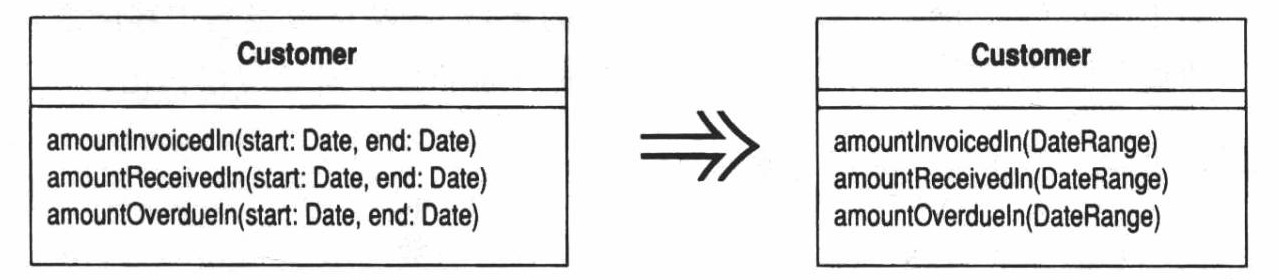 Customer
amountInvoicedIn(start: Date, end: Date)
amountReceivedIn(start: Date, end: Date)
amountOverdueIn(start: Date, end: Date)
Customer
amountInvoicedIn(DateRange)
amountReceivedIn(DateRange)
amountOverdueIn(DateRange)